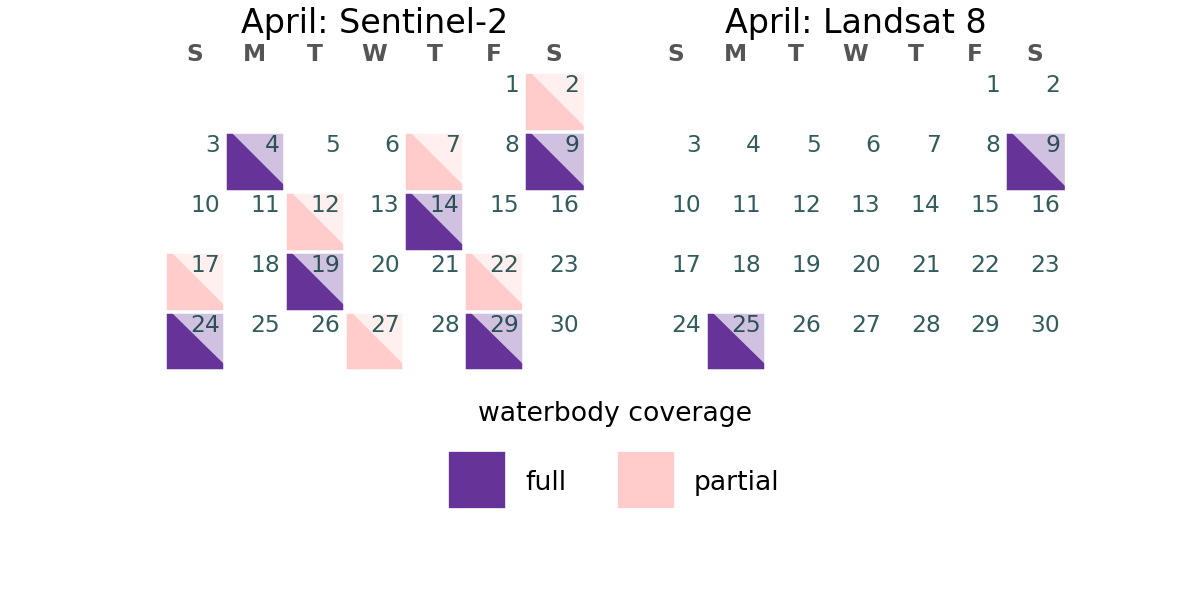 April: Sentinel-2
S M T W T F S
1 2
3 4 5 6 7 8 9
10 11 12 13 14 15 16
17 18 19 20 21 22 23
24 25 26 27 28 29 30
April: Landsat 8
S M T W T F S
1 2
3 4 5 6 7 8 9
10 11 12 13 14 15 16
17 18 19 20 21 22 23
24 25 26 27 28 29 30
waterbody coverage
full partial